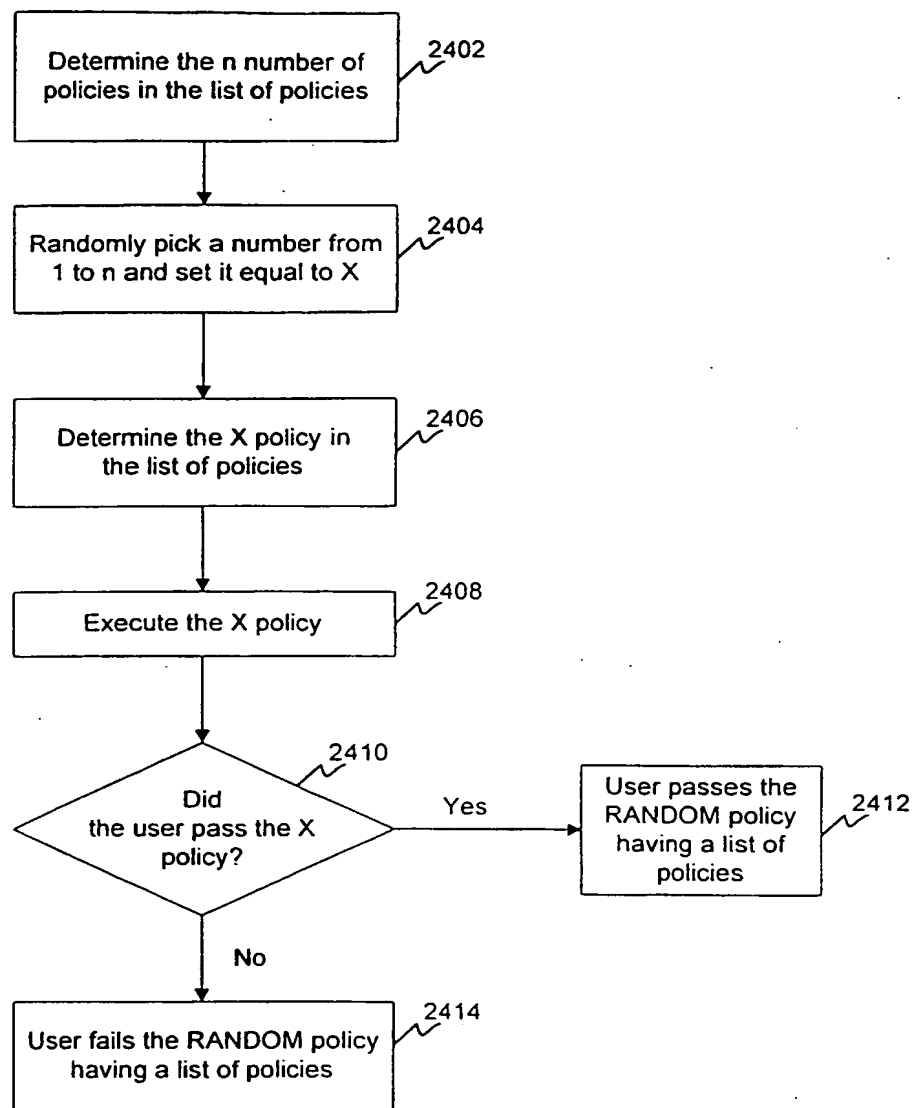 Determine the n number of
policies in the list of policies
2402
Randomly pick a number from
1 to n and set it equal to X
2404
Determine the X policy in
the list of policies
2406
Execute the X policy
2408
Did
the user pass the X
policy?
2410
Yes
User passes the
RANDOM policy
having a list of
policies
2412
No
User fails the RANDOM policy
having a list of policies
2414